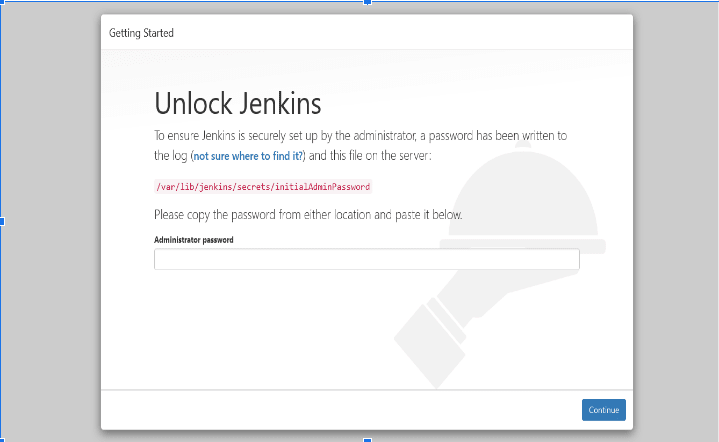 Getting Started
Unlock Jenkins
To ensure Jenkins is securely set up by the administrator, a password has been written to
the log (not sure where to find it?) and this file on the server:
/var/lib/jenkins/secrets/initialAdminPassword
Please copy the password from either location and paste it below.
Administrator password
Continue